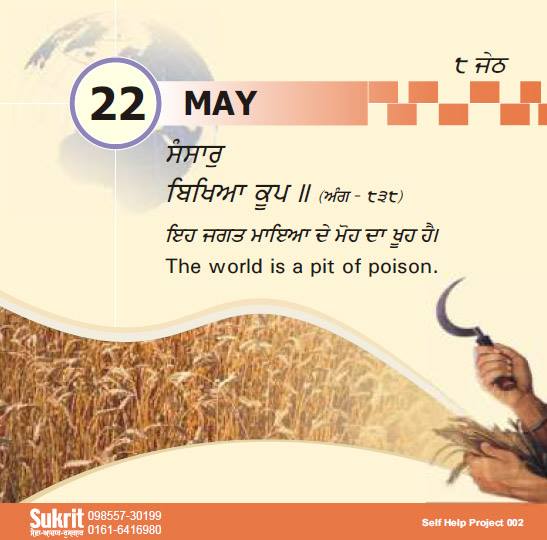 ੮ ਜੇਠ
22 MAY
ਸੰਸਾਰੁ
ਬਿਖਿਆ ਕੂਪ ॥ (ਅੰਗ - ੮੩੮)
ਇਹ ਜਗਤ ਮਾਇਆ ਦੇ ਮੋਹ ਦਾ ਖੂਹ ਹੈ।
The world is a pit of poison.
Sukrit 098557-30199
0161-6416980
Self Help Project 002